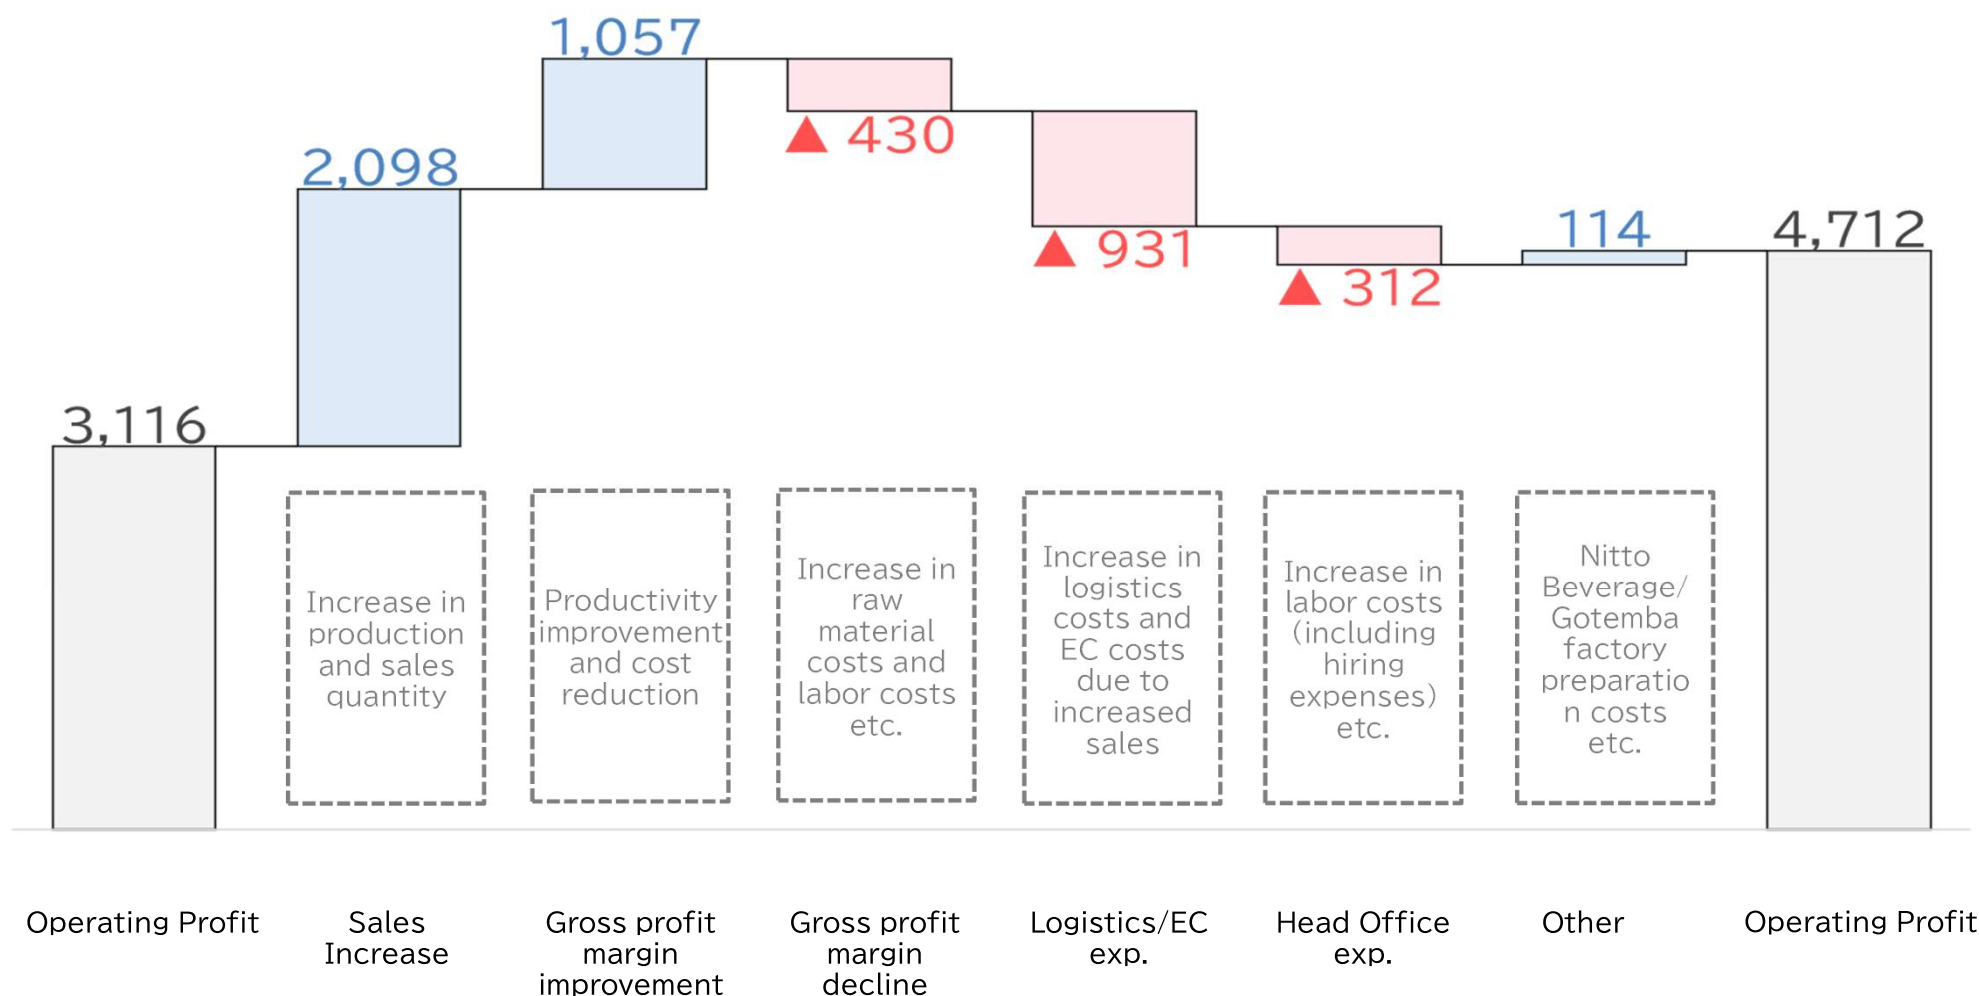 1,057
2,098
▲ 430
▲ 931
▲ 312
114
4,712
3,116
Increase in
production
and sales
quantity
Productivity
improvement
and cost
reduction
Increase in
raw
material
costs and
labor costs
etc.
Increase in
logistics
costs and
EC costs
due to
increased
sales
Increase in
labor costs
(including
hiring
expenses)
etc.
Nitto
Beverage/
Gotemba
factory
preparatio
n costs
etc.
Operating Profit
Sales
Increase
Gross profit
margin
improvement
Gross profit
margin
decline
Logistics/EC
exp.
Head Office
exp.
Other
Operating Profit